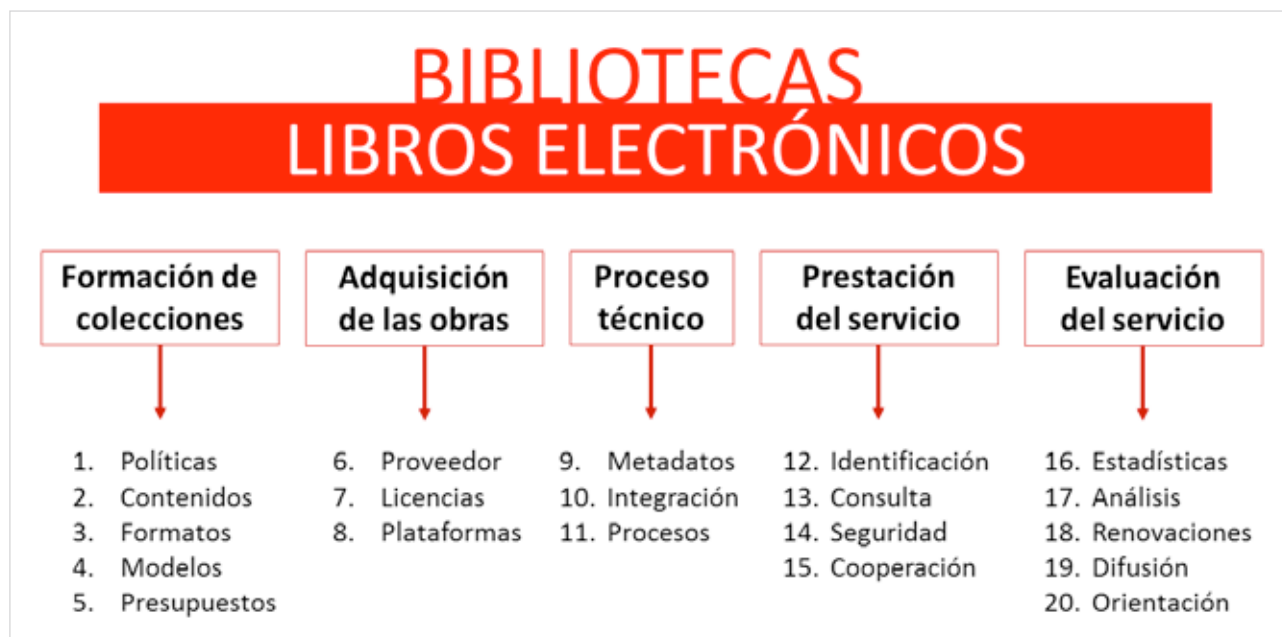 BIBLIOTECAS
LIBROS ELECTRÓNICOS
Formación de
colecciones
1. Políticas
2. Contenidos
3. Formatos
4. Modelos
5. Presupuestos
Adquisición
de las obras
6. Proveedor
7. Licencias
8. Plataformas
Proceso
técnico
9. Metadatos
10. Integración
11. Procesos
Prestación
del servicio
12. Identificación
13. Consulta
14. Seguridad
15. Cooperación
Evaluación
del servicio
16. Estadísticas
17. Análisis
18. Renovaciones
19. Difusión
20. Orientación